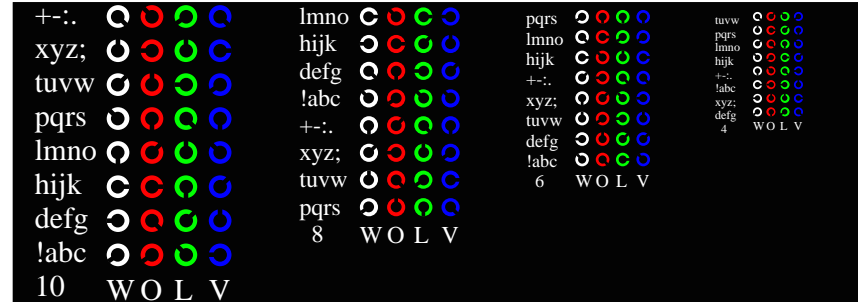 +-:.
xyz;
tuvw
pqrs
lmno
hijk
defg
!abc
10 W O L V
lmno
hijk
defg
!abc
+-:.
xyz;
tuvw
pqrs
8 W O L V
pqrs
lmno
hijk
+-:.
xyz;
tuvw
defg
!abc
6 W O L V
tuvw
pqrs
lmno
hijk
+-:.
!abc
xyz;
defg
4 W O L V